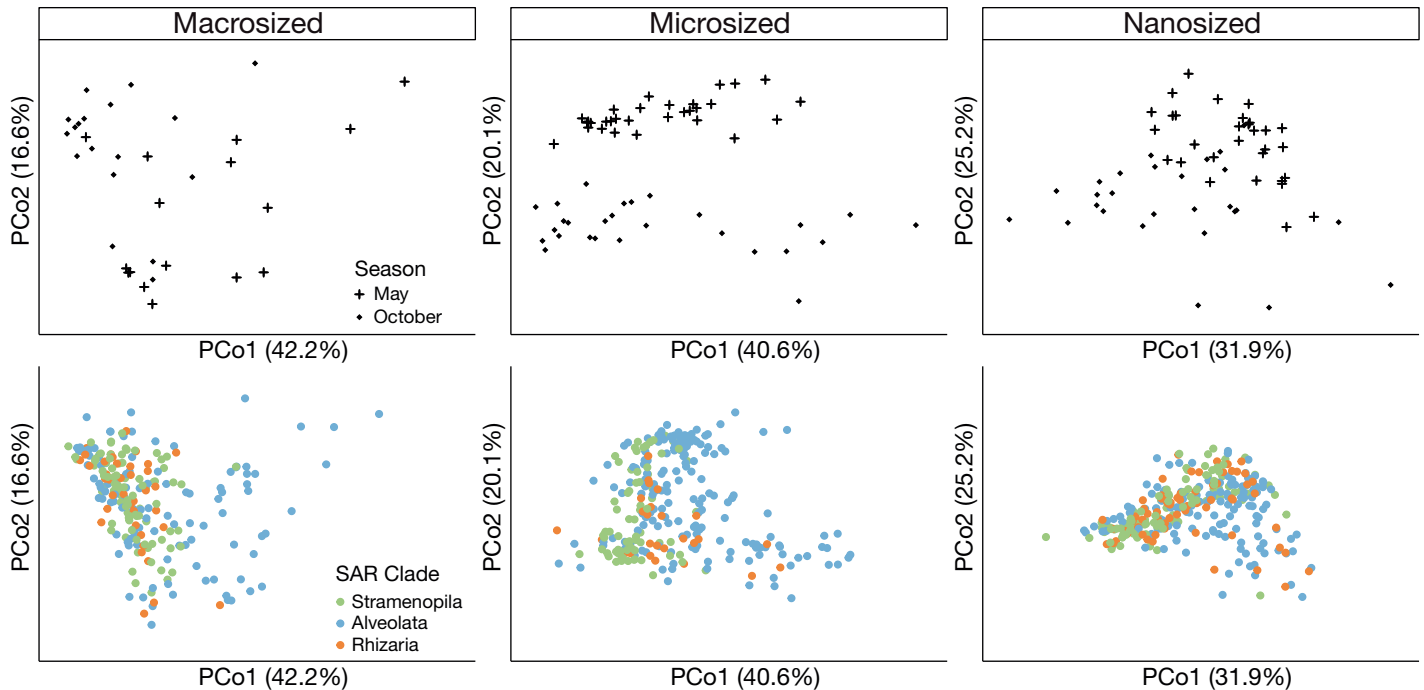 Macrosized
Microsized
Nanosized
PCo2 (16.6%)
PCo2 (20.1%)
PCo2 (25.2%)
Season
May
October
PCo1 (42.2%)
PCo1 (40.6%)
PCo1 (31.9%)
PCo2 (16.6%)
PCo2 (20.1%)
PCo2 (25.2%)
SAR Clade
Stramenopila
Alveolata
Rhizaria
PCo1 (42.2%)
PCo1 (40.6%)
PCo1 (31.9%)